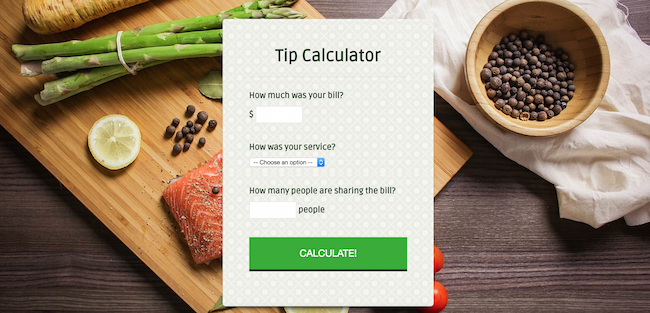 Tip Calculator
How much was your bill?
$
How was your service?
-- Choose an option --
How many people are sharing the bill?
people
CALCULATE!